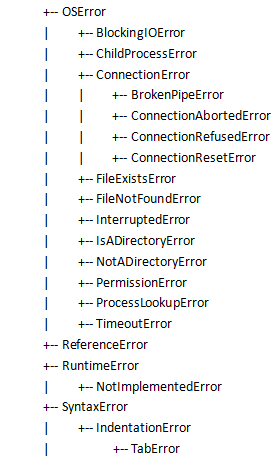 +-- OSError
|    +-- BlockingIOError
|    +-- ChildProcessError
|    +-- ConnectionError
|    |    +-- BrokenPipeError
|    |    +-- ConnectionAbortedError
|    |    +-- ConnectionRefusedError
|    |    +-- ConnectionResetError
|    +-- FileExistsError
|    +-- FileNotFoundError
|    +-- InterruptedError
|    +-- IsADirectoryError
|    +-- NotADirectoryError
|    +-- PermissionError
|    +-- ProcessLookupError
|    +-- TimeoutError
+-- ReferenceError
+-- RuntimeError
|    +-- NotImplementedError
+-- SyntaxError
|    +-- IndentationError
|         +-- TabError